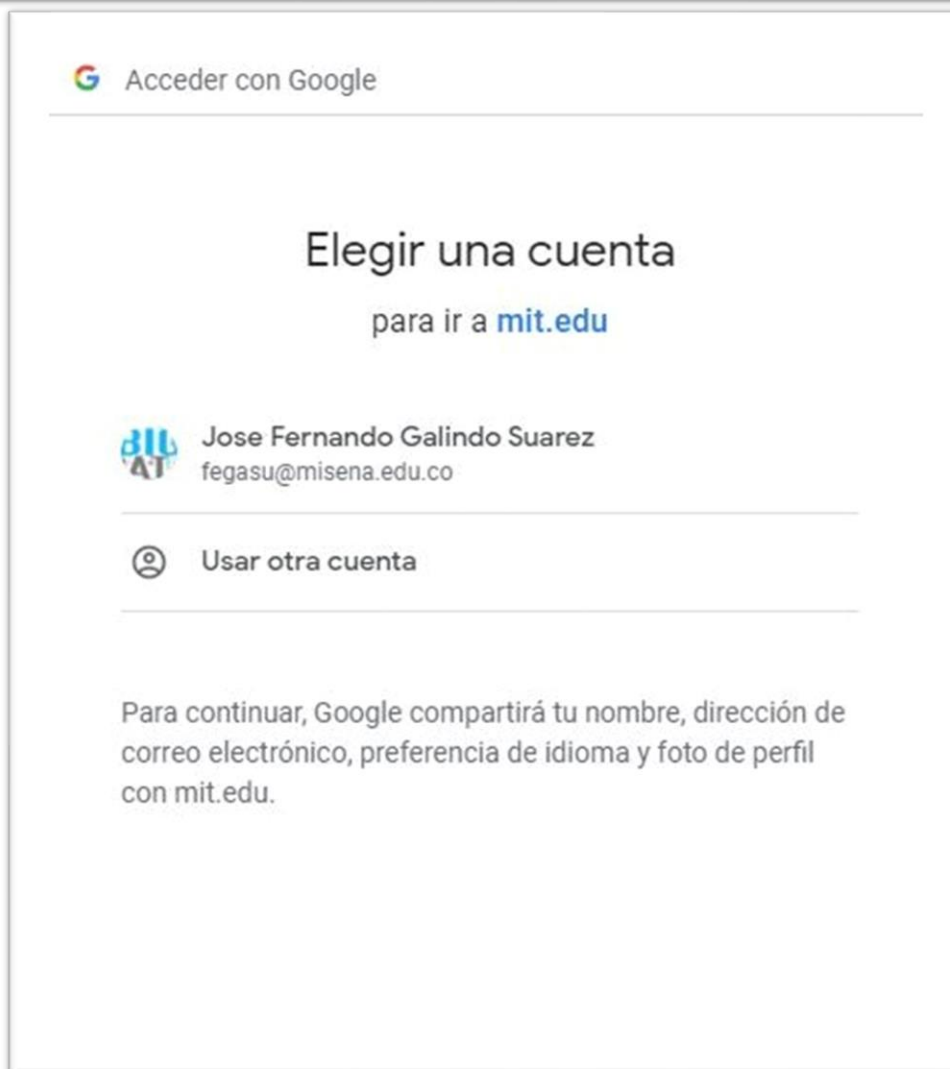 Acceder con Google
Elegir una cuenta
para ir a mit.edu
Jose Fernando Galindo Suarez
fegasu@misena.edu.co
Usar otra cuenta
Para continuar, Google compartirá tu nombre, dirección de
correo electrónico, preferencia de idioma y foto de perfil
con mit.edu.